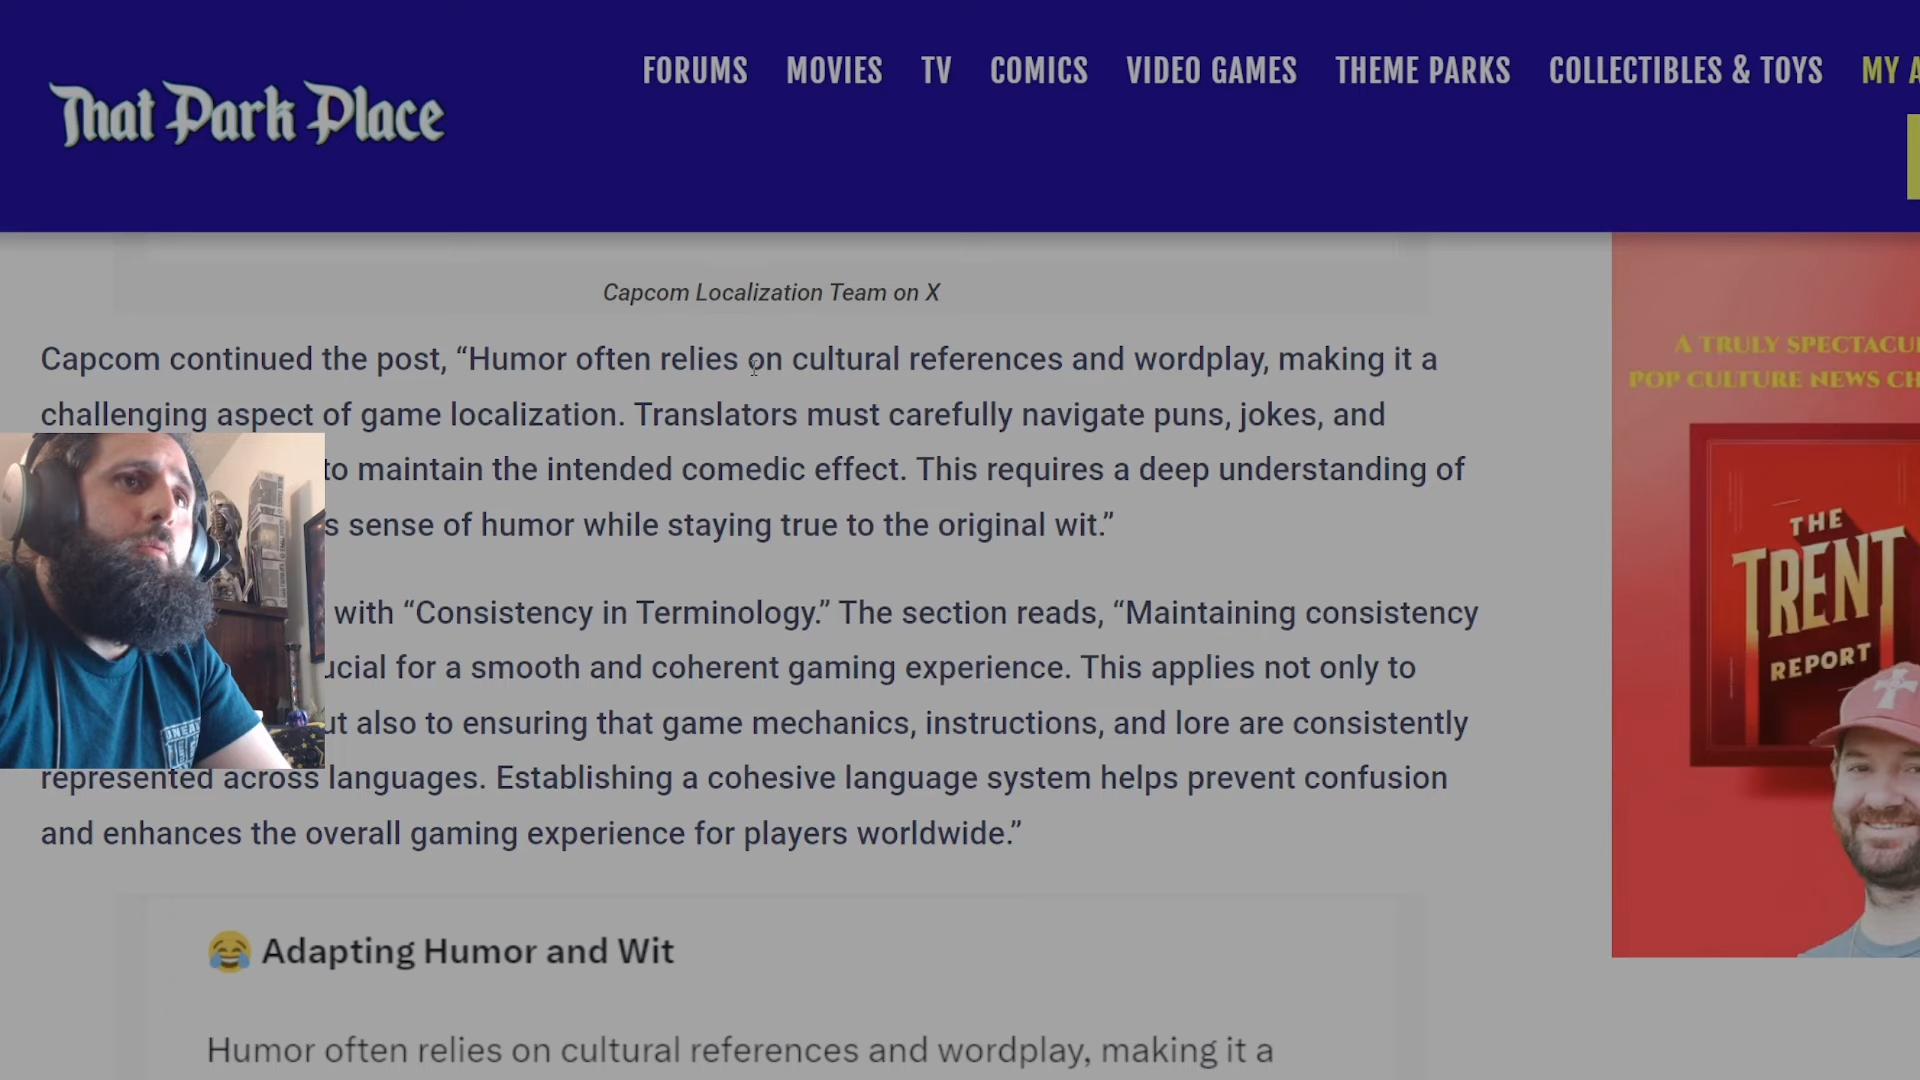 That Park Place
FORUMS MOVIES TV COMICS VIDEO GAMES THEME PARKS COLLECTIBLES & TOYS MY
Capcom Localization Team on X
Capcom continued the post, “Humor often relies on cultural references and wordplay, making it a
challenging aspect of game localization. Translators must carefully navigate puns, jokes, and
to maintain the intended comedic effect. This requires a deep understanding of
s sense of humor while staying true to the original wit.”
with “Consistency in Terminology.” The section reads, “Maintaining consistency
ucial for a smooth and coherent gaming experience. This applies not only to
ut also to ensuring that game mechanics, instructions, and lore are consistently
represented across languages. Establishing a cohesive language system helps prevent confusion
and enhances the overall gaming experience for players worldwide.”
😂 Adapting Humor and Wit
Humor often relies on cultural references and wordplay, making it a
A TRULY SPECTACU
POP CULTURE NEWS CH
THE
TRENT
REPORT